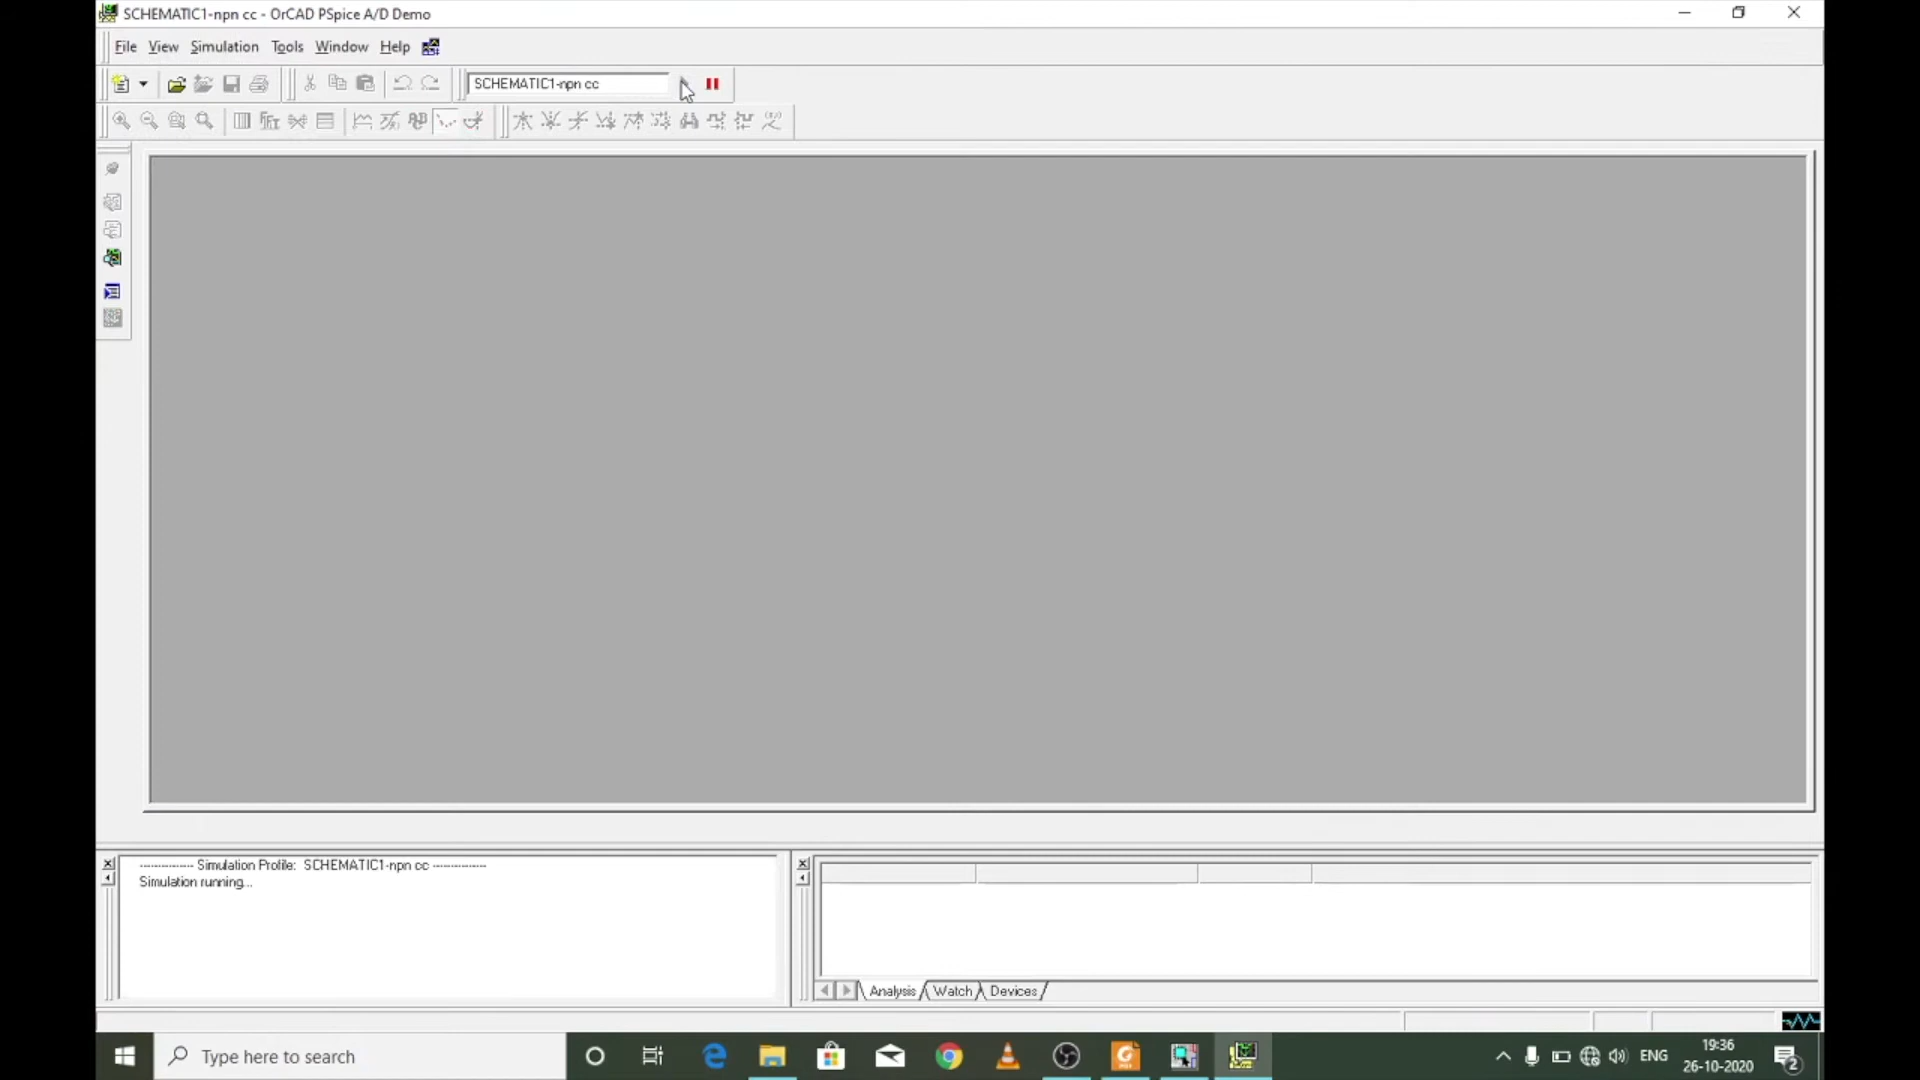 SCHEMATIC1-npn cc - OrCAD PSpice A/D Demo
File View Simulation Tools Window Help
SCHEMATIC1-npn cc
-------------- Simulation Profile: SCHEMATIC1-npn cc --------------
Simulation running...
Analysis Watch Devices
Type here to search
ENG
19:36
26-10-2020
2